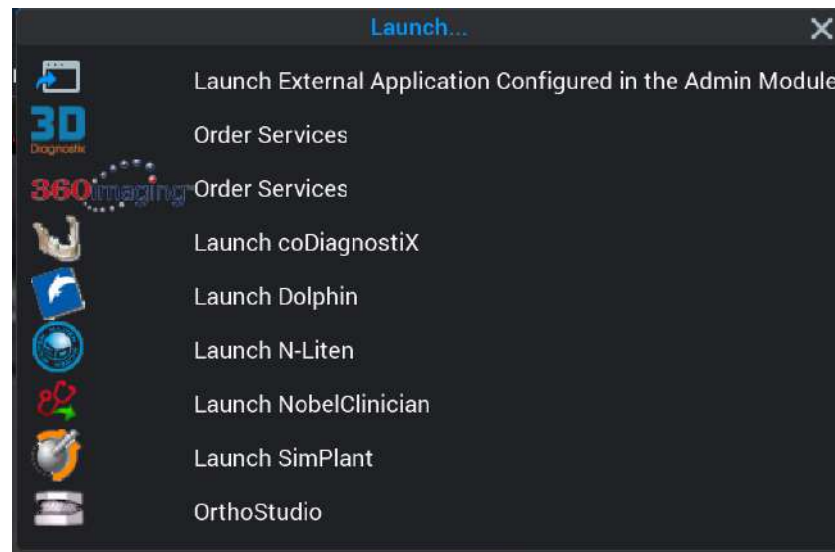 Launch...
Launch External Application Configured in the Admin Module
3D
Diagnostix
Order Services
360imaging
Order Services
Launch coDiagnostiX
Launch Dolphin
Launch N-Liten
Launch NobelClinician
Launch SimPlant
OrthoStudio